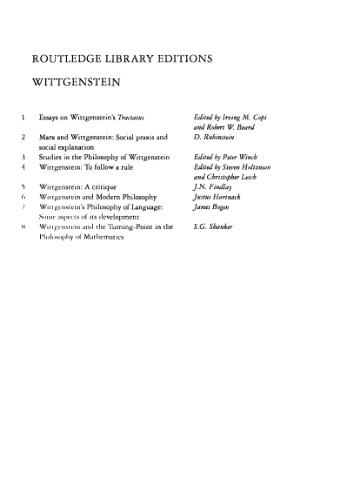 ROUTLEDGE LIBRARY EDITIONS
WITTGENSTEIN
1 Essays on Wittgenstein's Tractatus Edited by Irving M. Copi
and Robert W. Beard
2 Marx and Wittgenstein: Social praxis and D. Rubinstein
social explanation
3 Studies in the Philosophy of Wittgenstein Edited by Peter Winch
4 Wittgenstein: To follow a rule Edited by Steven Holtzman
and Christopher Leich
5 Wittgenstein: A critique J.N. Findlay
6 Wittgenstein and Modern Philosophy Justus Hartnack
7 Wittgenstein's Philosophy of Language: James Bogen
Some aspects of its development
8 Wittgenstein and the Turning-Point in the S.G. Shanker
Philosophy of Mathematics